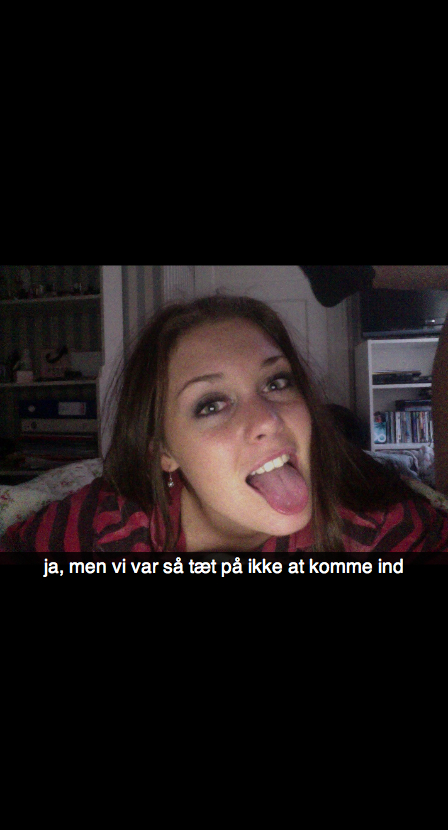 ja, men vi var så tæt på ikke at komme ind